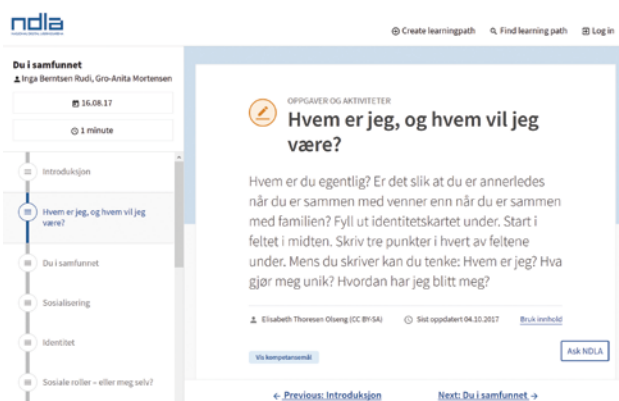 ndla
Create learningpath
Find learning path
Log in
Du i samfunnet
Inga Berntsen Rudi, Gro-Anita Mortensen
16.08.17
1 minute
Introduksjon
Hvem er jeg, og hvem vil jeg
være?
Du i samfunnet
Sosialisering
Identitet
Sosiale roller – eller meg selv?
OPPGAVER OG AKTIVITETER
Hvem er jeg, og hvem vil jeg
være?
Hvem er du egentlig? Er det slik at du er annerledes
når du er sammen med venner enn når du er sammen
med familien? Fyll ut identitetskartet under. Start i
feltet i midten. Skriv tre punkter i hvert av feltene
under. Mens du skriver kan du tenke: Hvem er jeg? Hva
gjør meg unik? Hvordan har jeg blitt meg?
Elisabeth Thoresen Olseng (CC BY-SA)
Sist oppdatert 04.10.2017
Bruk innhold
Ask NDLA
Vis kompetansemål
← Previous: Introduksjon
Next: Du i samfunnet →